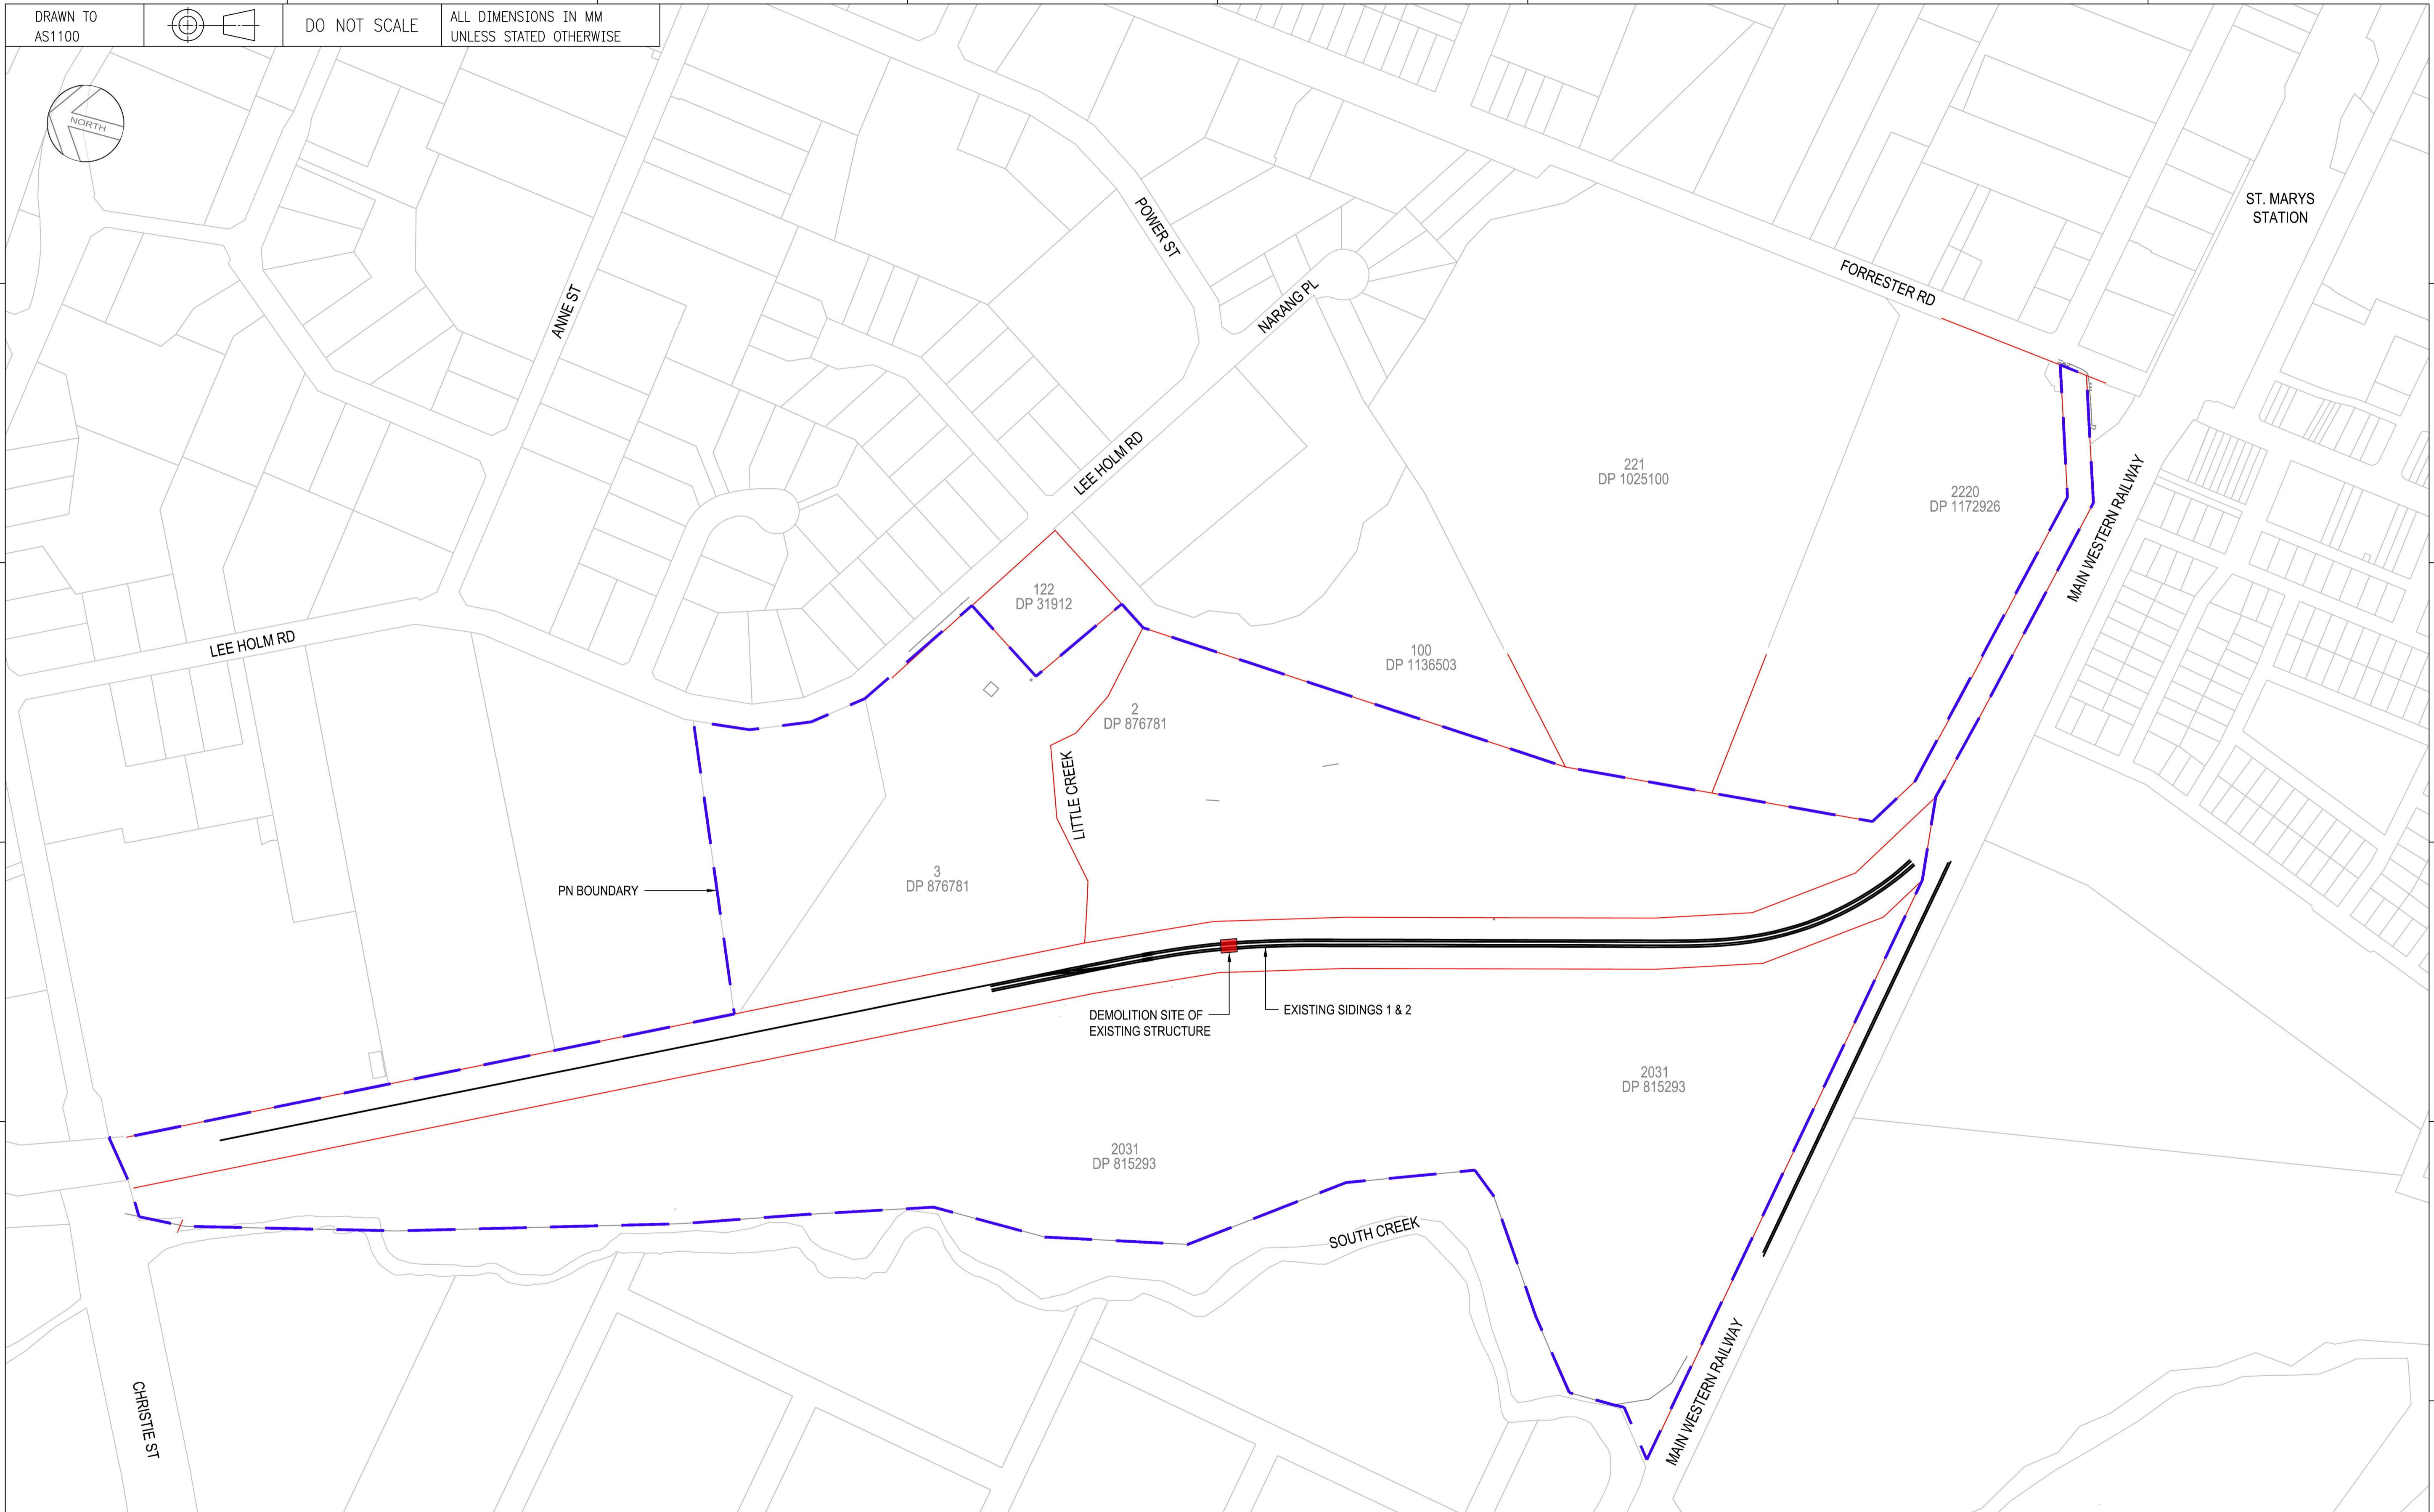 DRAWN TO
AS1100
DO NOT SCALE
ALL DIMENSIONS IN MM
UNLESS STATED OTHERWISE
NORTH
ST. MARYS
STATION
POWER ST
FORRESTER RD
NARANG PL
ANNE ST
LEE HOLM RD
221
DP 1025100
2220
DP 1172926
MAIN WESTERN RAILWAY
122
DP 31912
LEE HOLM RD
100
DP 1136503
2
DP 876781
LITTLE CREEK
3
DP 876781
PN BOUNDARY
DEMOLITION SITE OF
EXISTING STRUCTURE
EXISTING SIDINGS 1 & 2
2031
DP 815293
2031
DP 815293
SOUTH CREEK
MAIN WESTERN RAILWAY
CHRISTIE ST